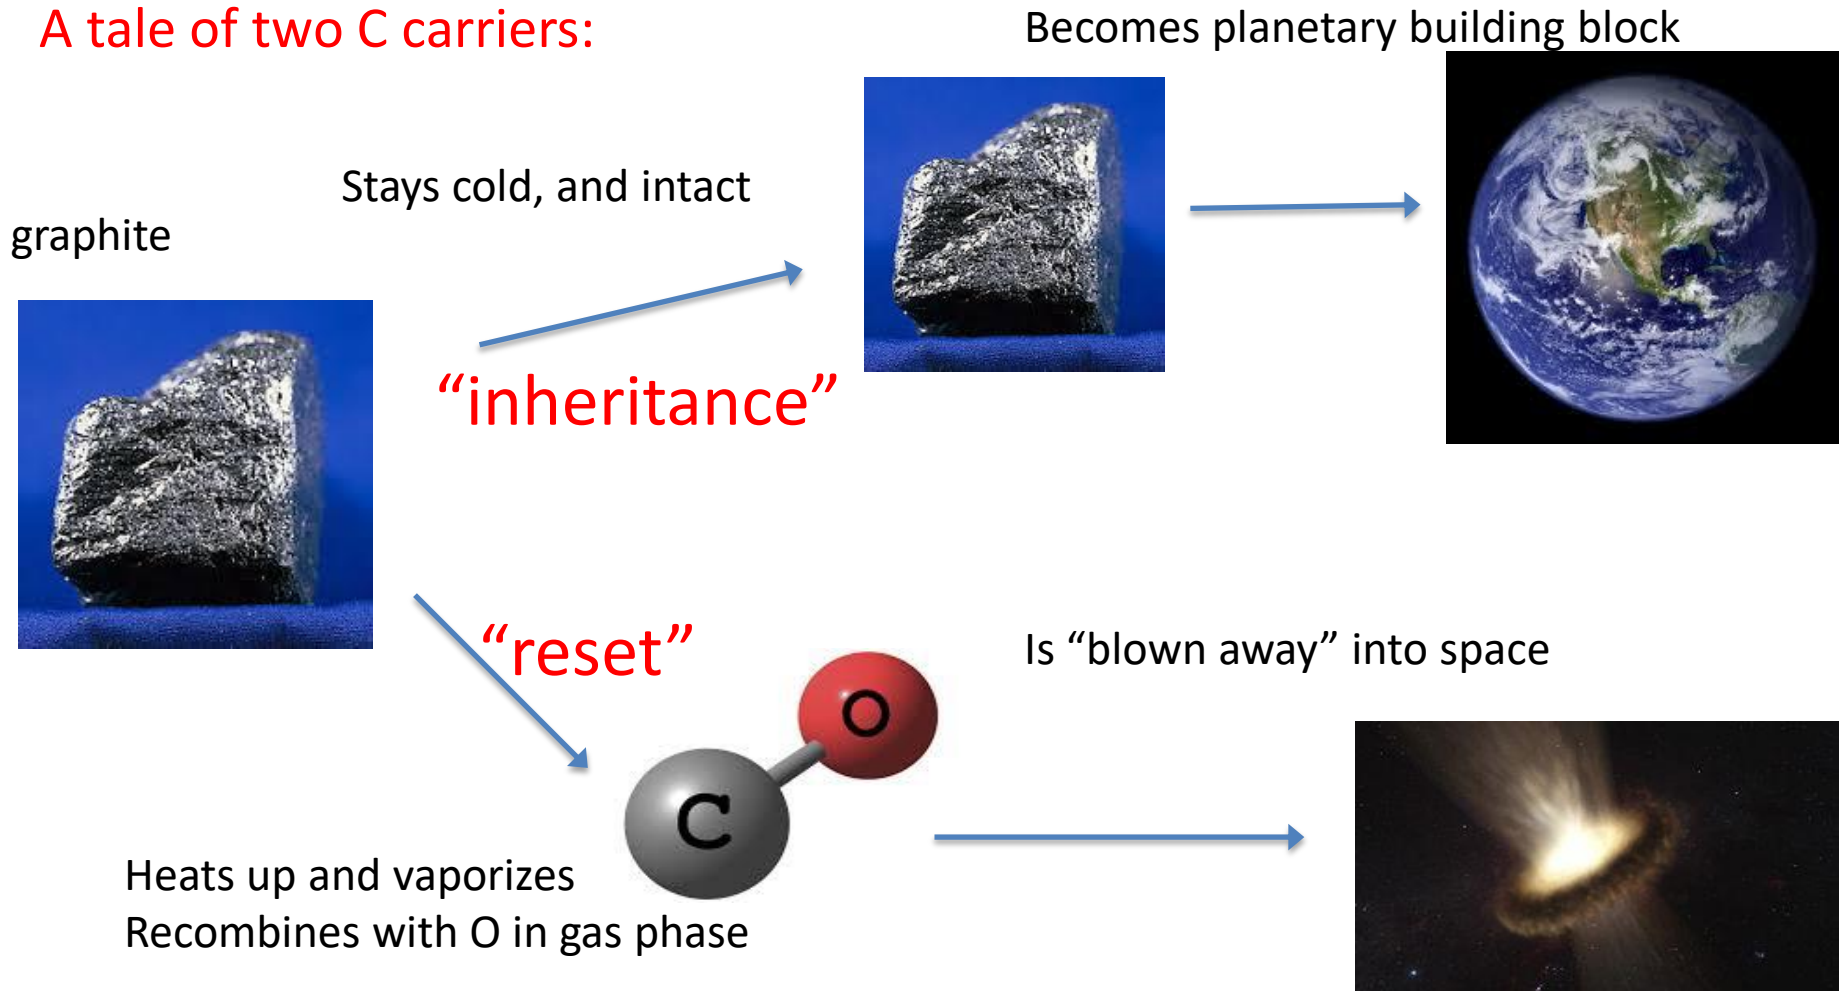 A tale of two C carriers:
Becomes planetary building block
Stays cold, and intact
graphite
“inheritance”
“reset”
Is “blown away” into space
O
C
Heats up and vaporizes
Recombines with O in gas phase